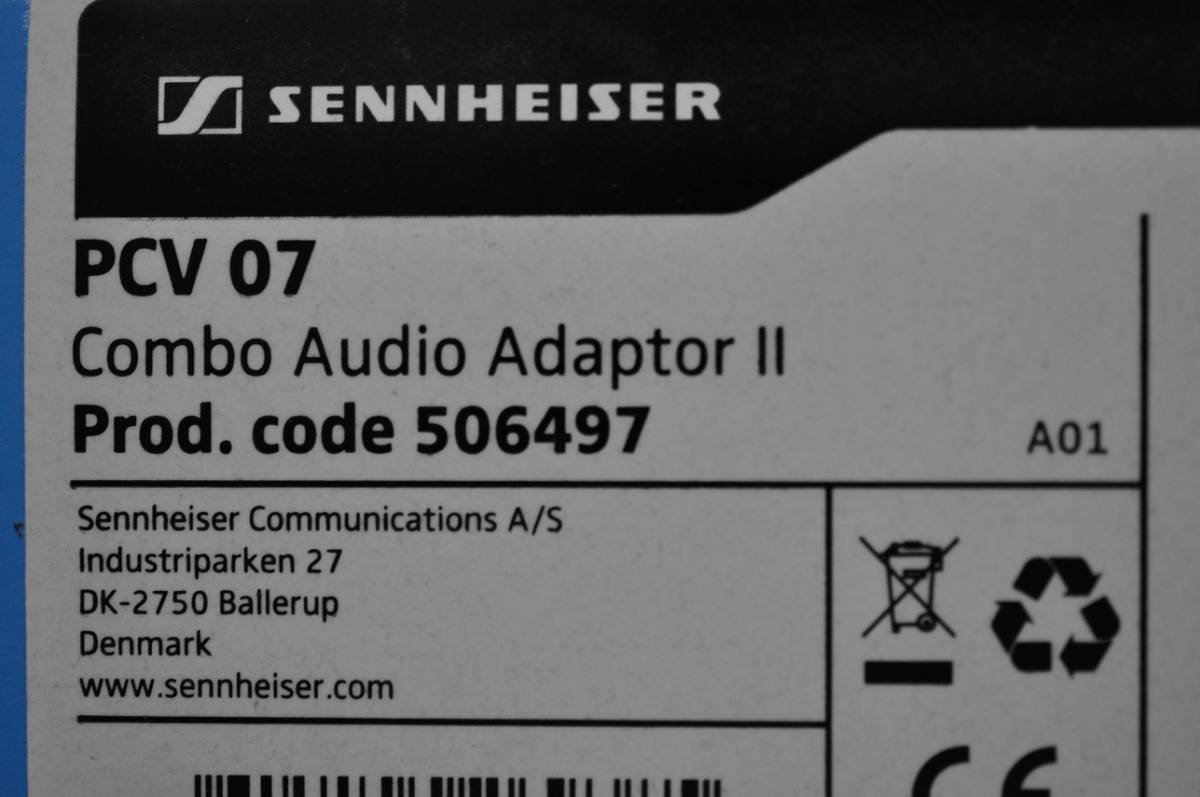 SENNHEISER
PCV 07
Combo Audio Adaptor II
Prod. code 506497
A01
Sennheiser Communications A/S
Industriparken 27
DK-2750 Ballerup
Denmark
www.sennheiser.com
CE